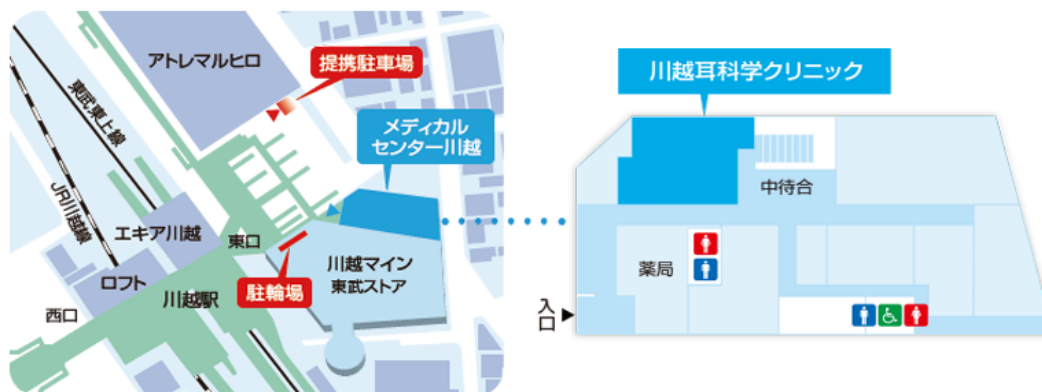 アトレマルヒロ
提携駐車場
東武東上線
メディカル
センター川越
JR川越線
エキア川越
東口
ロフト
川越駅
駐輪場
川越マイン
東武ストア
西口
川越耳科学クリニック
中待合
薬局
入口